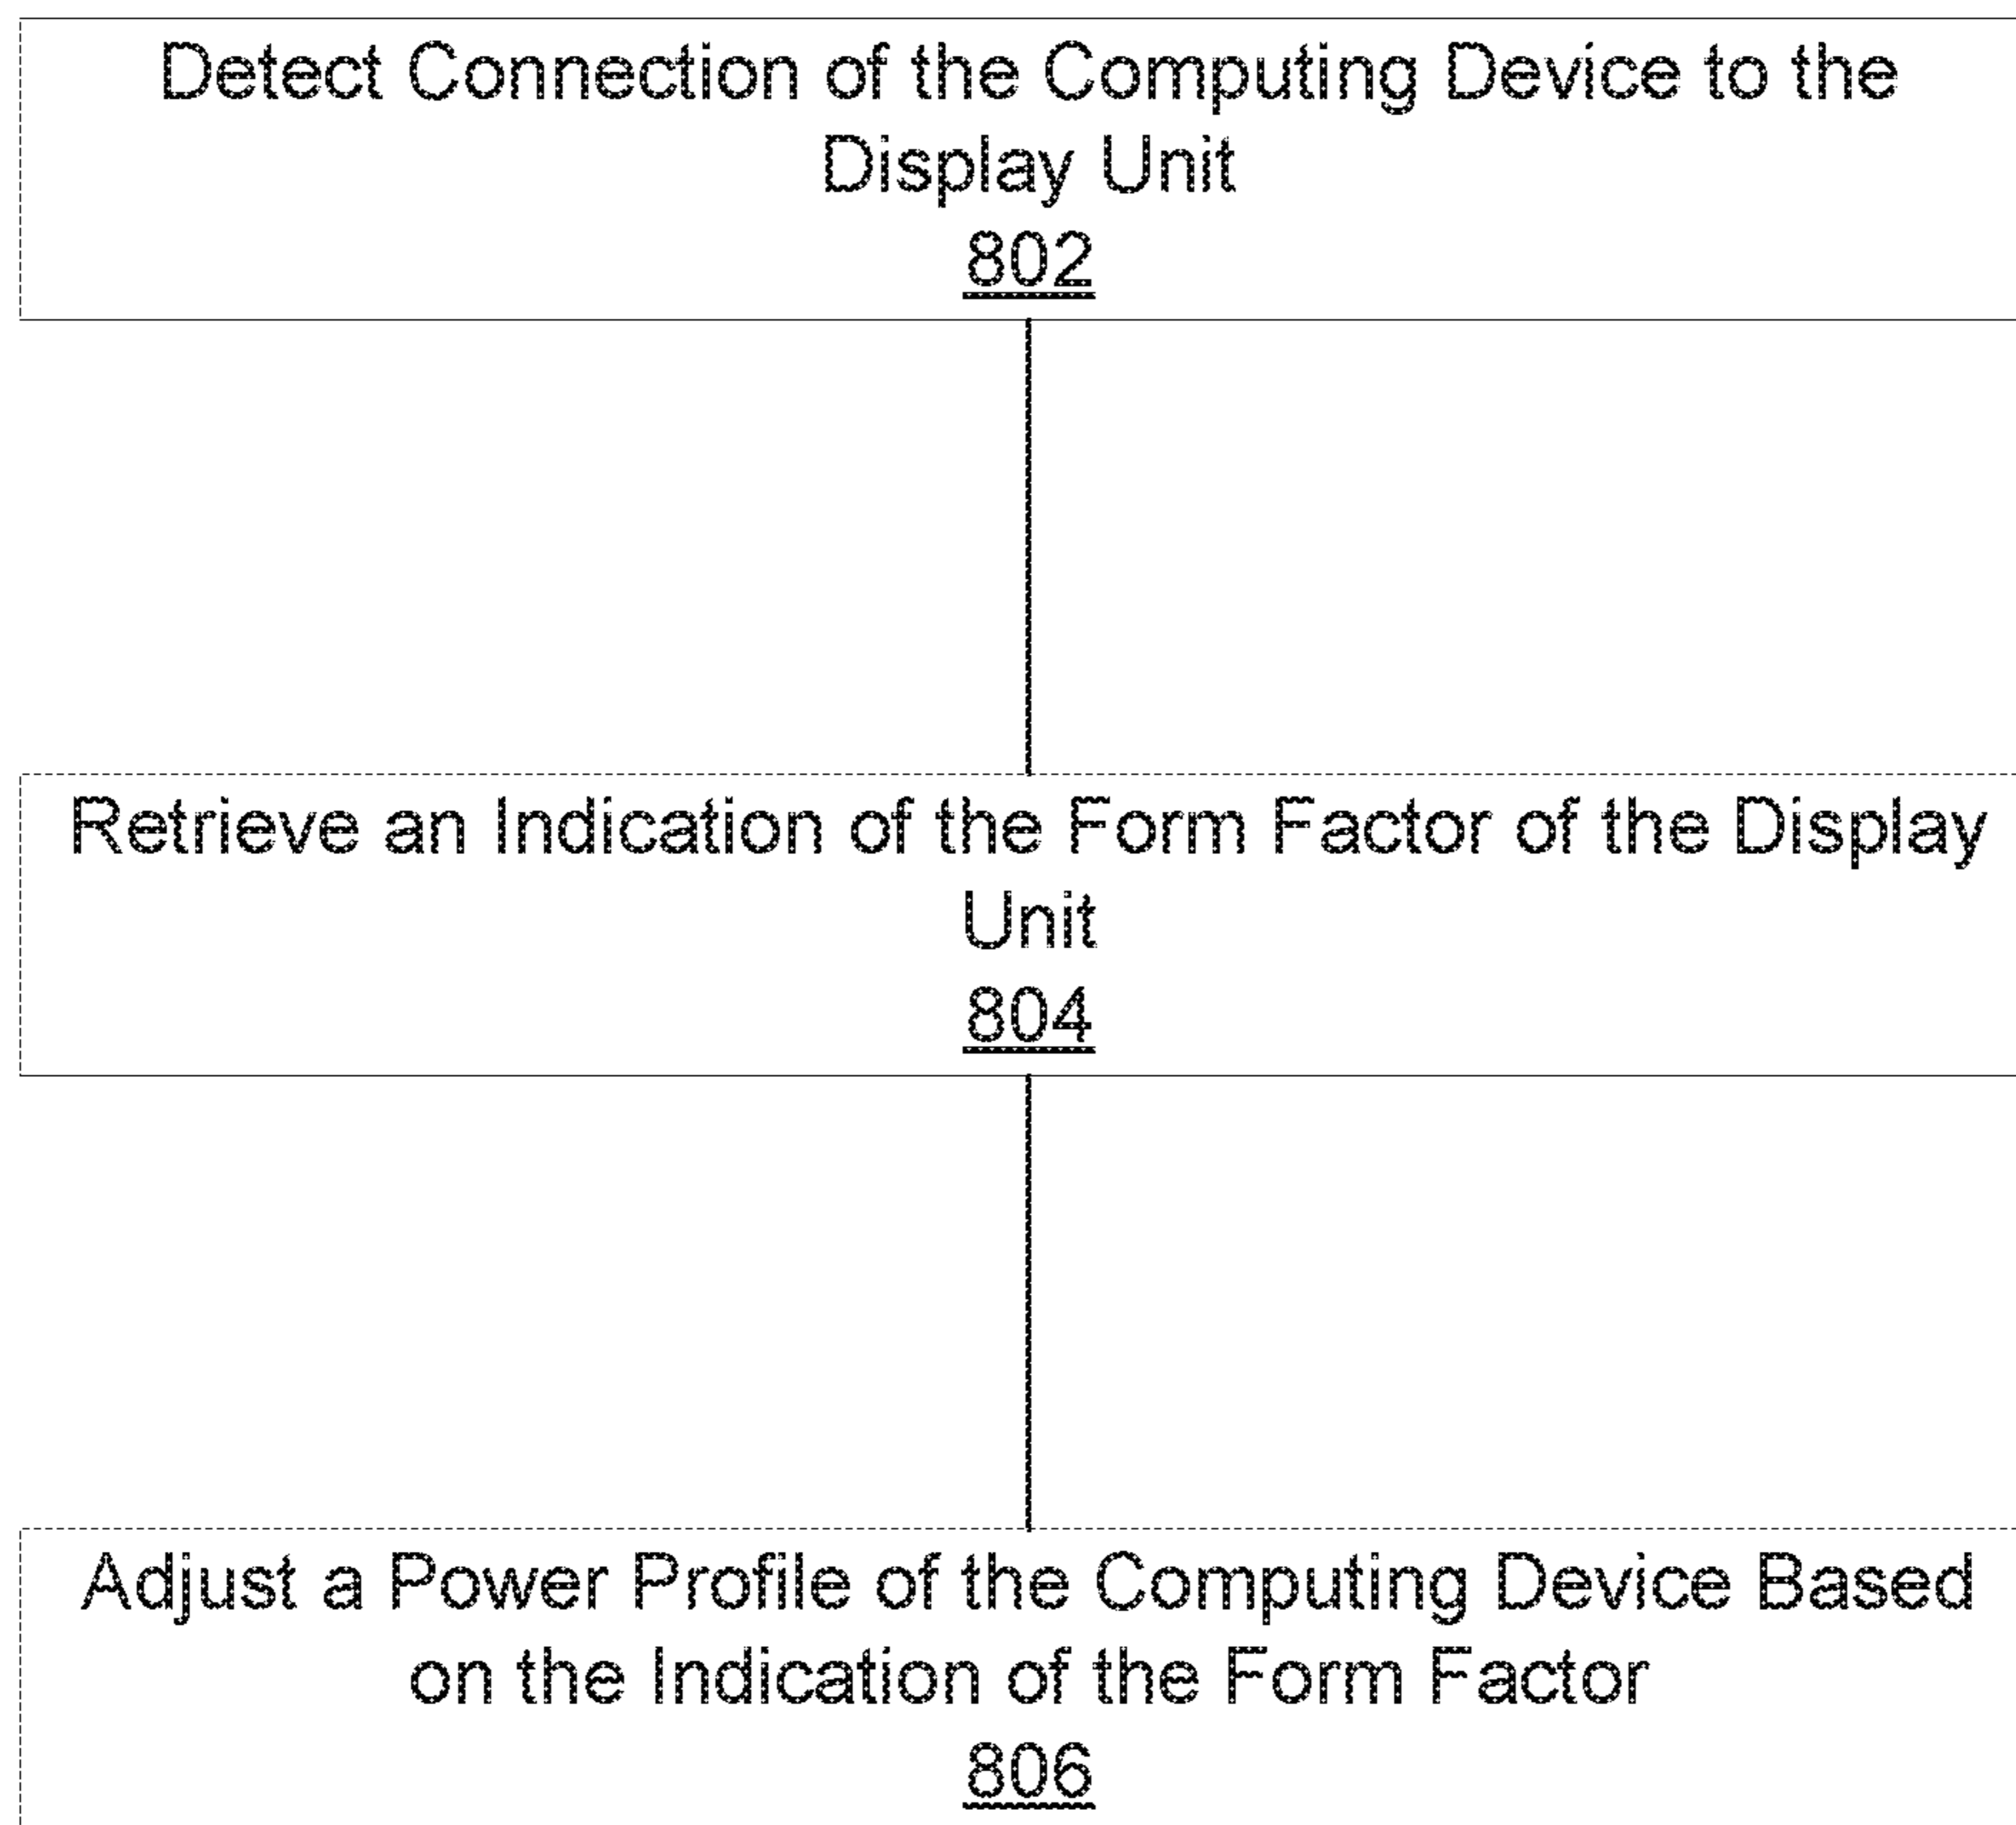 Detect Connection of the Computing Device to the
Display Unit
802
Retrieve an Indication of the Form Factor of the Display
Unit
804
Adjust a Power Profile of the Computing Device Based
on the Indication of the Form Factor
806